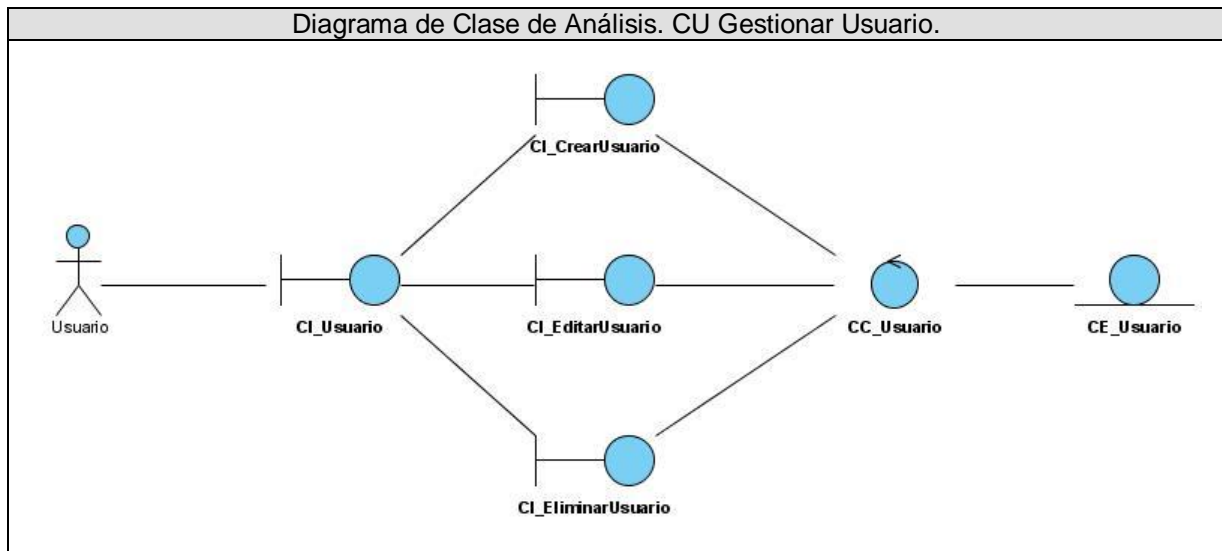 Diagrama de Clase de Análisis. CU Gestionar Usuario.
CI_CrearUsuario
Usuario
CI_Usuario
CI_EditarUsuario
CC_Usuario
CE_Usuario
CI_EliminarUsuario